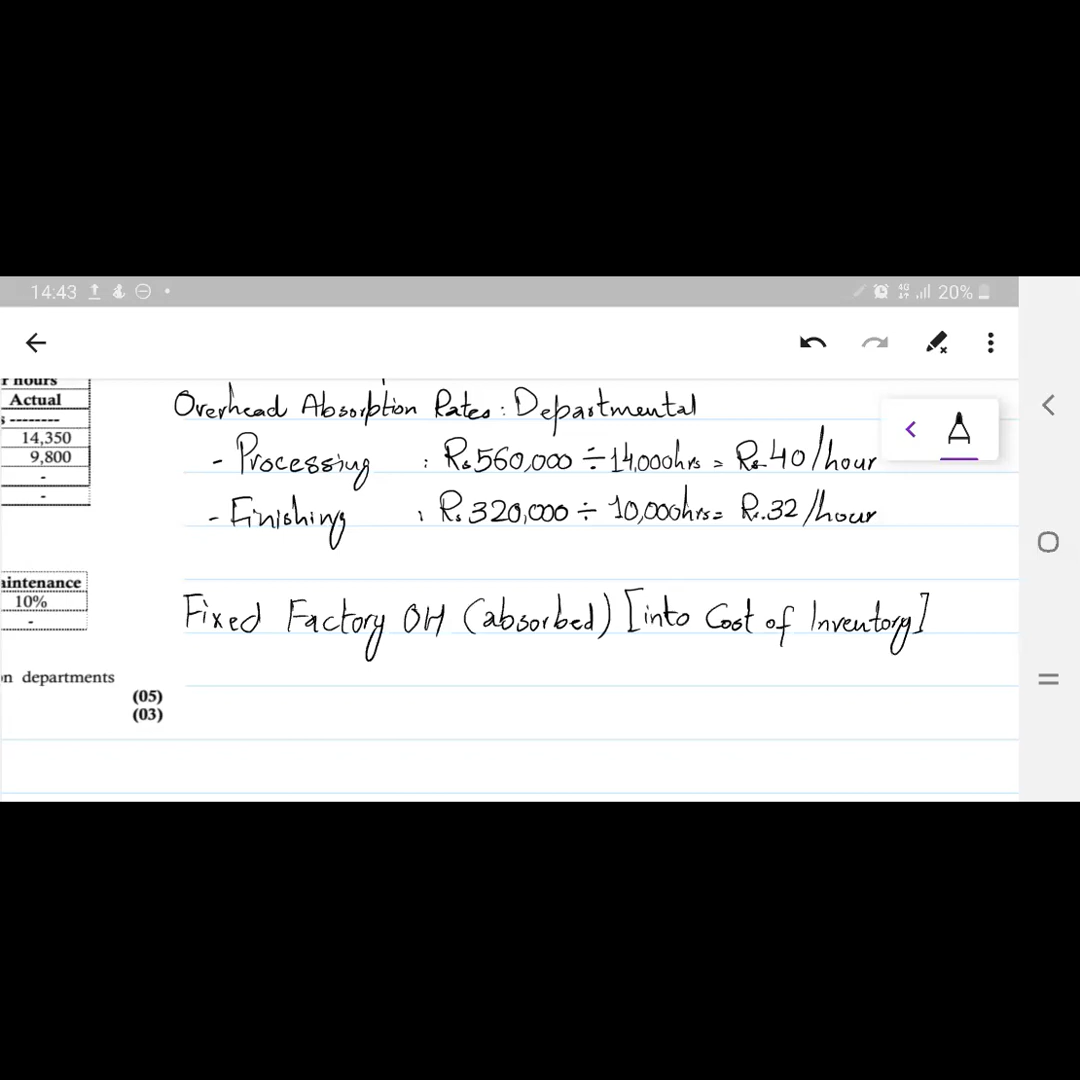 14:43 4G 20%
r hours
Actual
s --------
14,350
9,800
-
-
aintenance
10%
-
n departments
(05)
(03)
Overhead Absorption Rates : Departmental
- Processing : Rs.560,000 ÷ 14,000hrs = Rs.40/hour
- Finishing : Rs.320,000 ÷ 10,000hrs = Rs.32/hour
Fixed Factory OH (absorbed) [into Cost of Inventory]